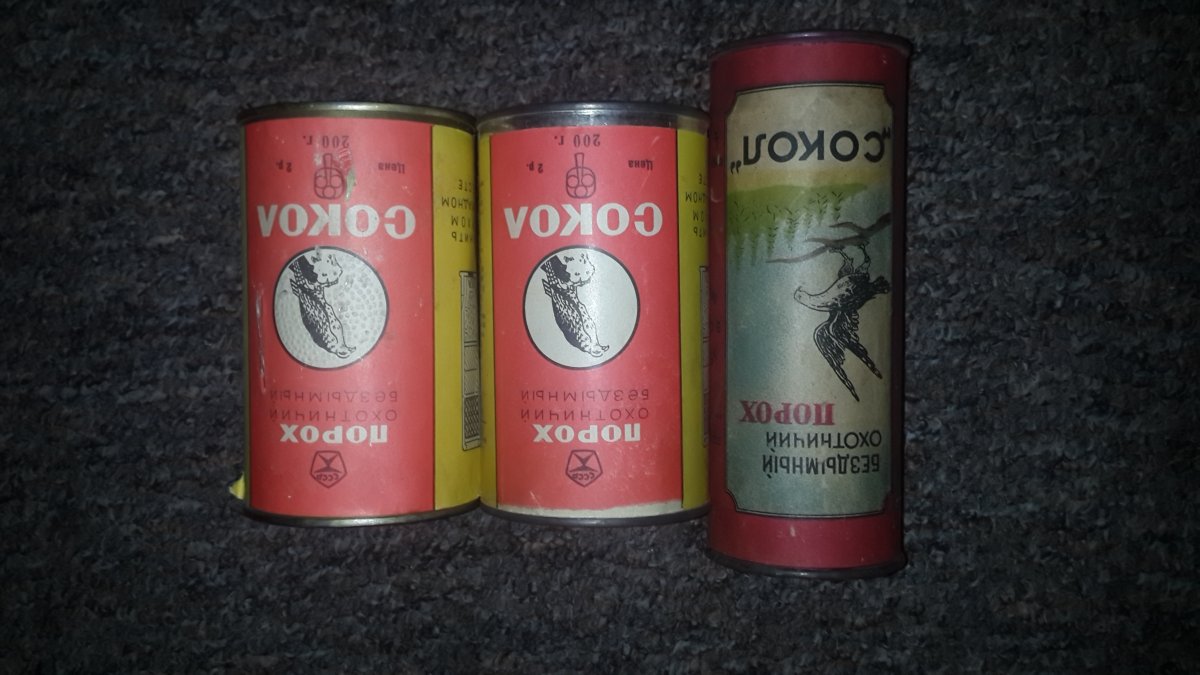 БЕЗДЫМНЫЙ
ОХОТНИЧИЙ
ПОРОХ
„СОКОЛ“
СССР
ПОРОХ
ОХОТНИЧИЙ
БЕЗДЫМНЫЙ
СОКОЛ
Цена 2 р.
200 г.
СССР
ПОРОХ
ОХОТНИЧИЙ
БЕЗДЫМНЫЙ
СОКОЛ
Цена 2 р.
200 г.